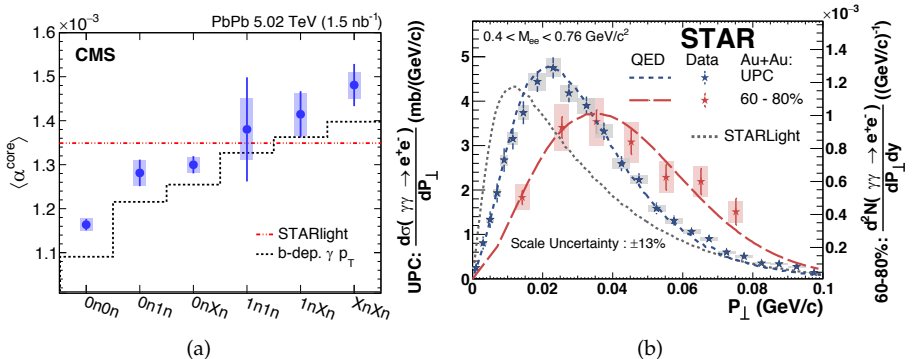 PbPb 5.02 TeV (1.5 nb⁻¹)
×10⁻³
CMS
⟨α^core⟩
1.6
1.5
1.4
1.3
1.2
1.1
STARlight
b-dep. γ p_T
0n0n
0n1n
0nXn
1n1n
1nXn
XnXn
(a)
×10⁻³
0.4 < M_ee < 0.76 GeV/c²
STAR
QED Data Au+Au:
UPC
60 - 80%
STARLight
Scale Uncertainty : ±13%
UPC: dσ(γγ → e⁺e⁻)/dP⊥ (mb/(GeV/c))
5
4
3
2
1
0
60-80%: d²N(γγ → e⁺e⁻)/dP⊥dy ((GeV/c)⁻¹)
1.4
1.2
1
0.8
0.6
0.4
0.2
0
0.02
0.04
0.06
0.08
0.1
P⊥ (GeV/c)
(b)